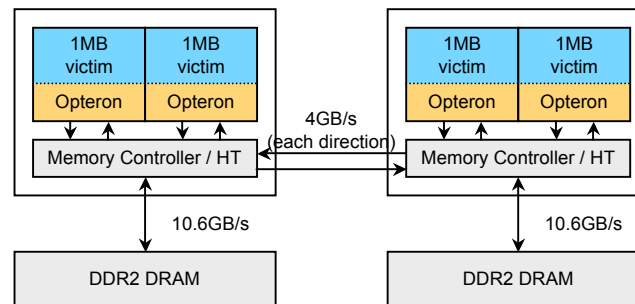 1MB victim
1MB victim
Opteron
Opteron
Memory Controller / HT
10.6GB/s
DDR2 DRAM
4GB/s
(each direction)
1MB victim
1MB victim
Opteron
Opteron
Memory Controller / HT
10.6GB/s
DDR2 DRAM